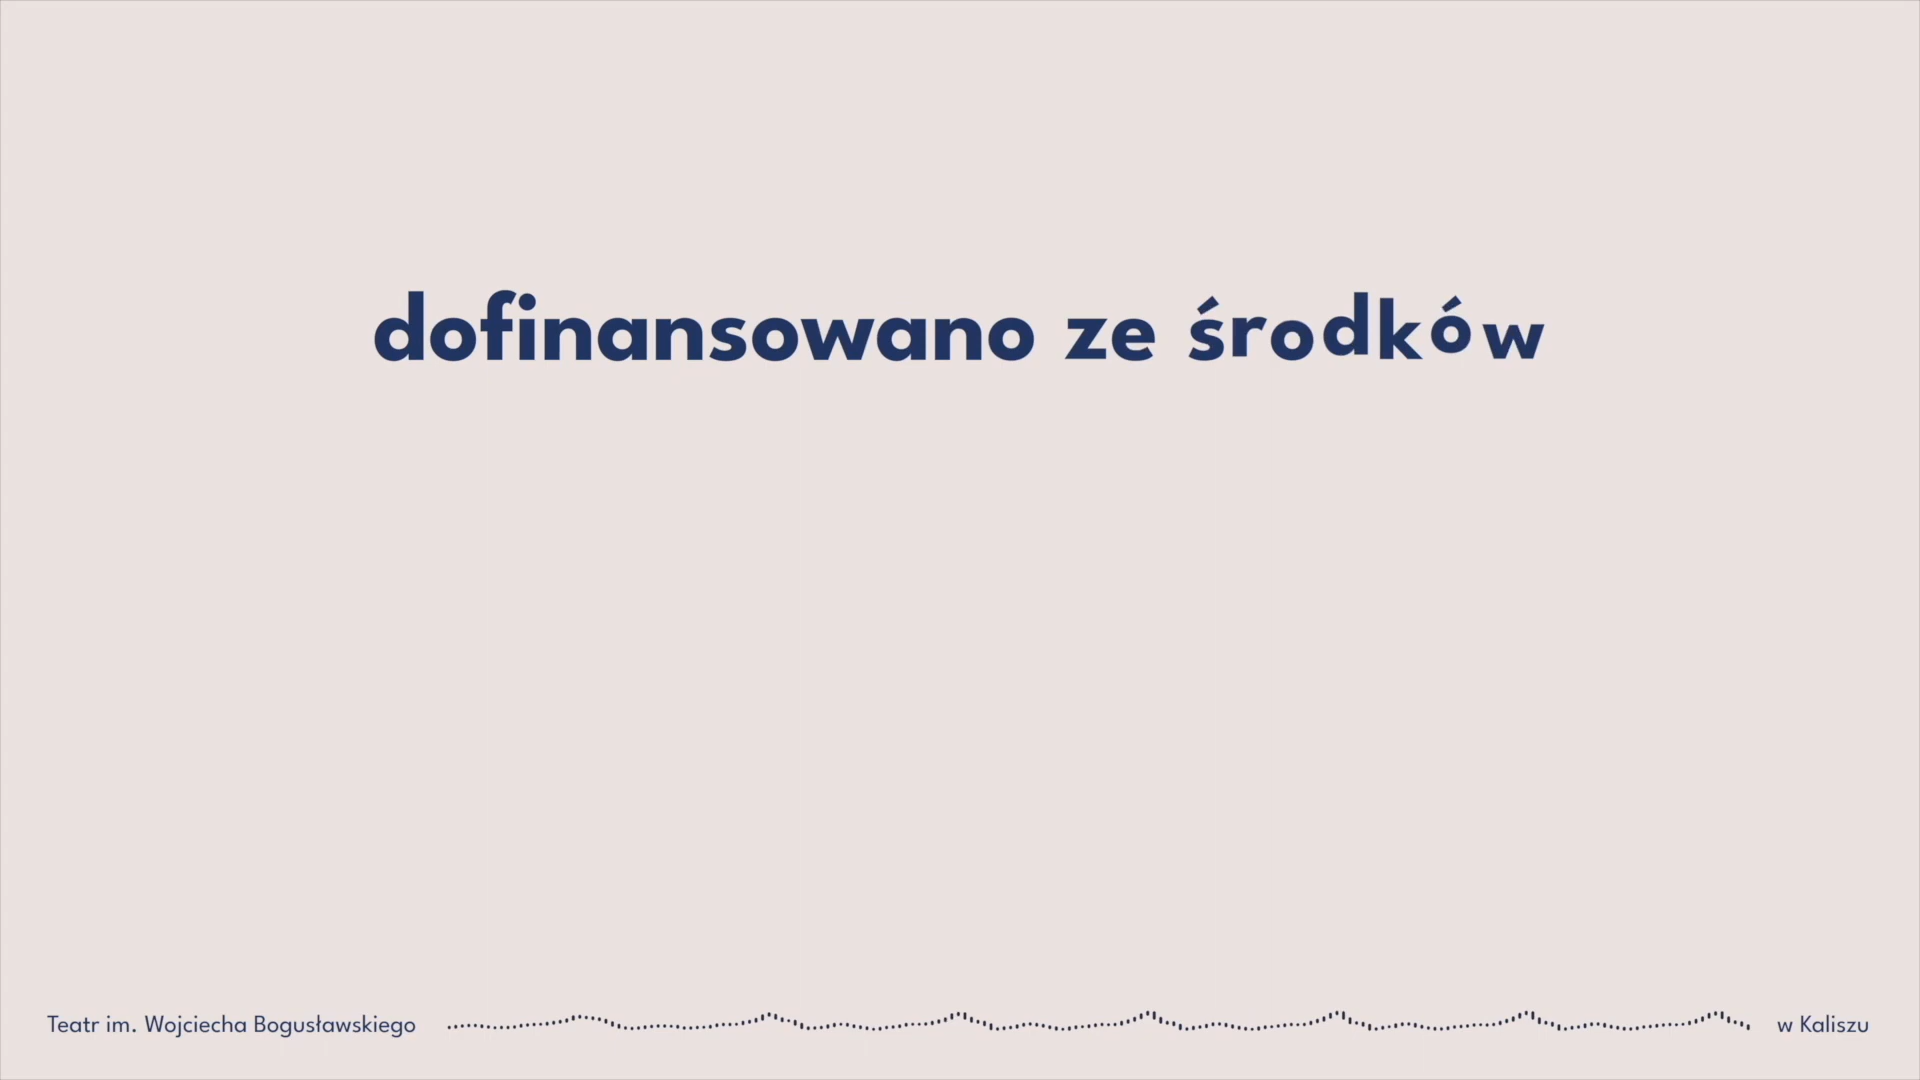 dofinansowano ze środków
Teatr im. Wojciecha Bogusławskiego
w Kaliszu